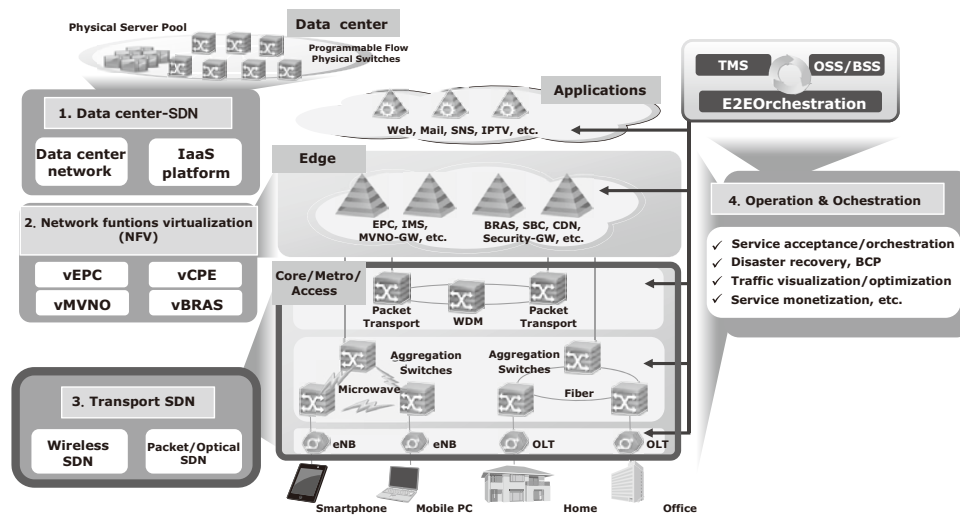 Data center
Physical Server Pool
Programmable Flow
Physical Switches
1. Data center-SDN
Data center
network
IaaS
platform
2. Network funtions virtualization
(NFV)
vEPC
vCPE
vMVNO
vBRAS
3. Transport SDN
Wireless
SDN
Packet/Optical
SDN
Applications
Web, Mail, SNS, IPTV, etc.
Edge
EPC, IMS,
MVNO-GW, etc.
BRAS, SBC, CDN,
Security-GW, etc.
Core/Metro/
Access
Packet
Transport
WDM
Packet
Transport
Aggregation
Switches
Aggregation
Switches
Microwave
Fiber
eNB
eNB
OLT
OLT
Smartphone
Mobile PC
Home
Office
TMS
OSS/BSS
E2EOrchestration
4. Operation & Ochestration
✓ Service acceptance/orchestration
✓ Disaster recovery, BCP
✓ Traffic visualization/optimization
✓ Service monetization, etc.